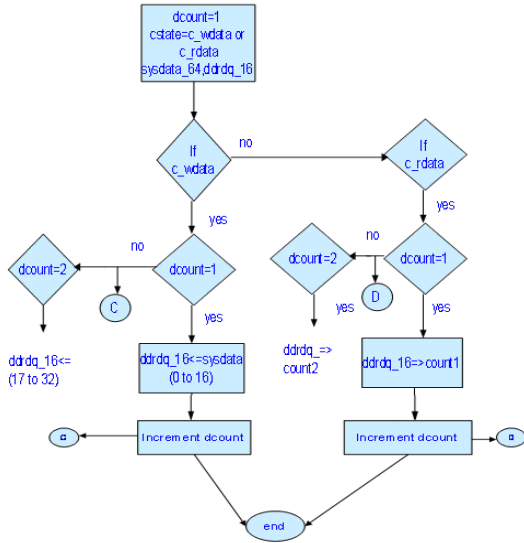 dcount=1
cstate=c_wdata or
c_rdata
sysdata_64,ddrdq_16
If
c_wdata
no
If
c_rdata
yes
yes
dcount=2
no
dcount=1
dcount=2
no
dcount=1
C
D
yes
yes
yes
ddrdq_16<=
(17 to 32)
ddrdq_16<=sysdata
(0 to 16)
ddrdq_=>
count2
ddrdq_16=>count1
Increment dcount
Increment dcount
end